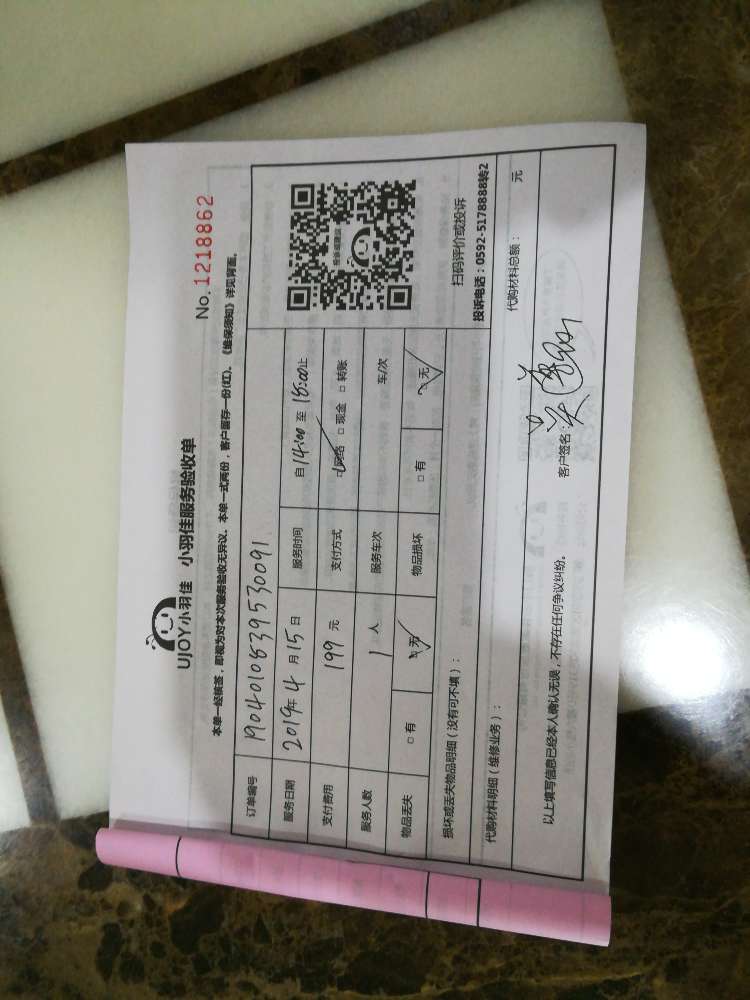 UJOY小羽佳 小羽佳服务验收单
No. 1218862
本单一经核签，即视为对本次服务验收无异议。本单一式两份，客户留存一份(红)。《维保须知》详见背面。
订单编号 1904010839530091
服务日期 2019年4月15日 服务时间 自14:00至18:00止
支付费用 199元 支付方式 □网络 □现金 □转账
服务人数 1人 服务车次 车/次
物品丢失 □有 □无 物品损坏 □有 □无
扫码评价或投诉
投诉电话：0592-5178888转2
损坏或丢失物品明细（没有可不填）：
代购材料明细（维修业务）： 代购材料总额： 元
以上填写信息已经本人确认无误，不存在任何争议纠纷。 客户签名：